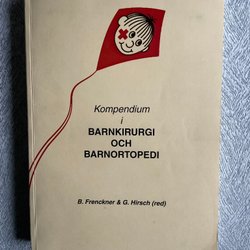 Kompendium
i
BARNKIRURGI
OCH
BARNORTOPEDI
B. Frenckner & G. Hirsch (red)